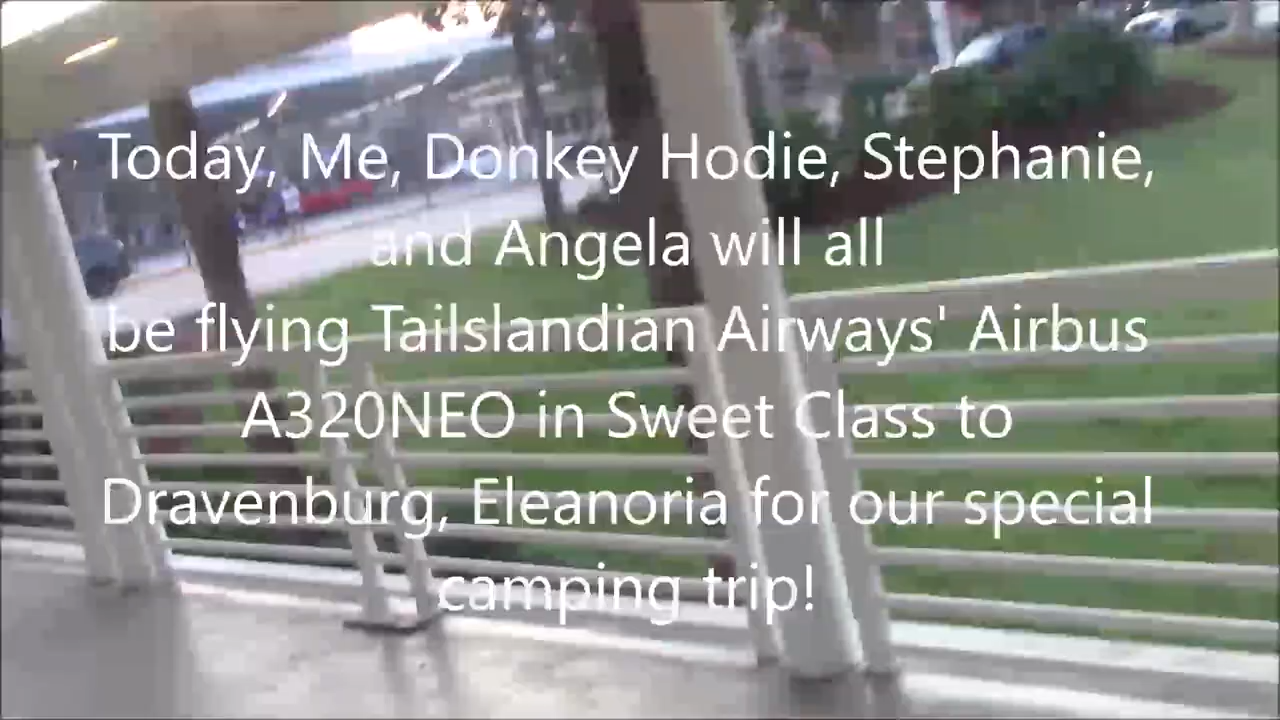 Today, Me, Donkey Hodie, Stephanie,
and Angela will all
be flying Tailslandian Airways' Airbus
A320NEO in Sweet Class to
Dravenburg, Eleanoria for our special
camping trip!